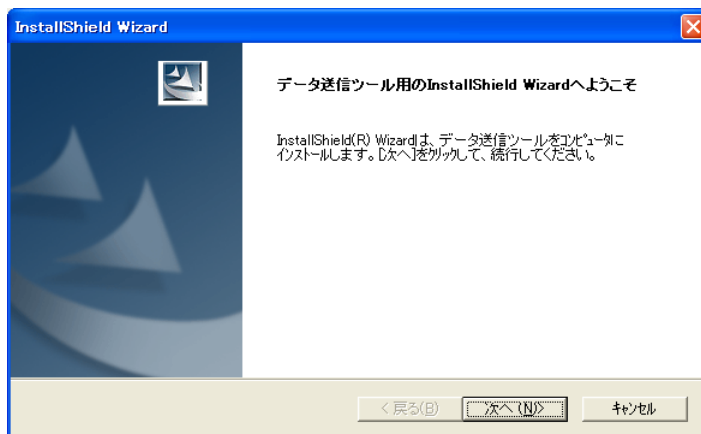 InstallShield Wizard
データ送信ツール用のInstallShield Wizardへようこそ
InstallShield(R) Wizardは、データ送信ツールをｺﾝﾋﾟｭｰﾀに
ｲﾝｽﾄｰﾙします。[次へ]をｸﾘｯｸして、続行してください。
< 戻る(B)
次へ(N)>
ｷｬﾝｾﾙ